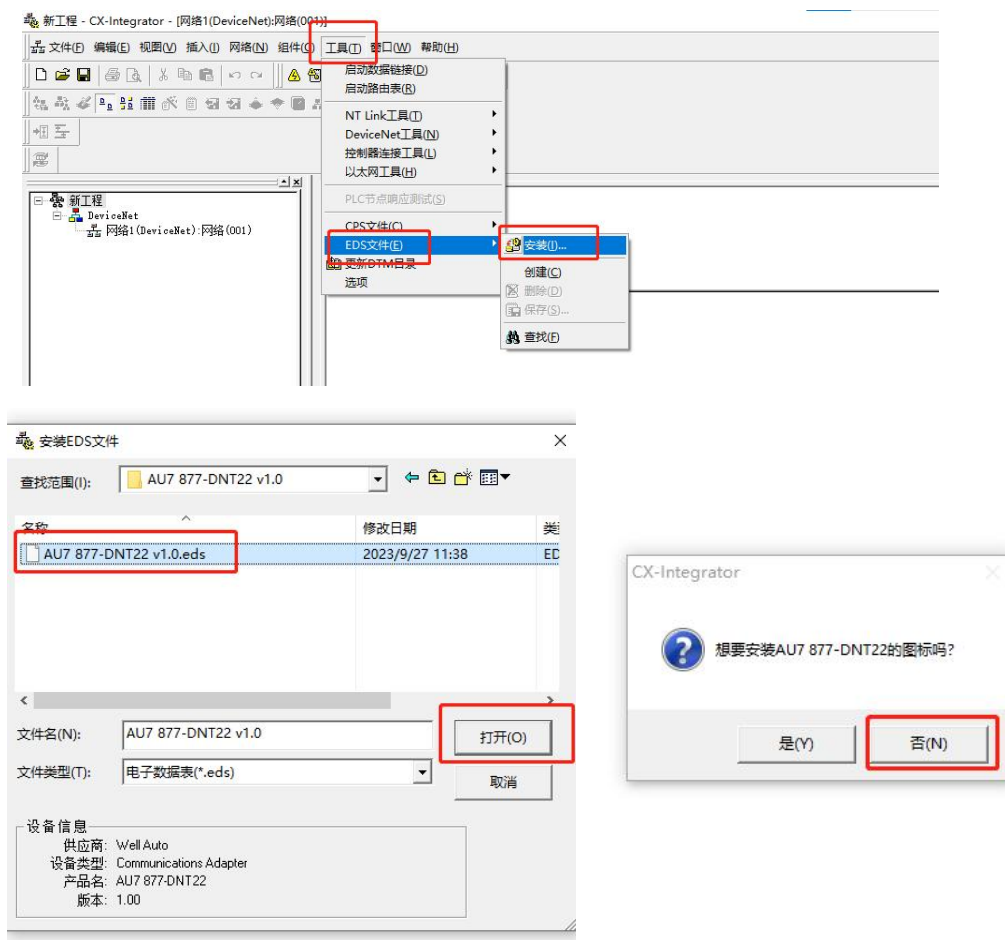 新工程 - CX-Integrator - [网络1(DeviceNet):网络(001)]
文件(F) 编辑(E) 视图(V) 插入(I) 网络(N) 组件(O) 工具(T) 窗口(W) 帮助(H)
启动数据链接(D)
启动路由表(R)
NT Link工具(T)
DeviceNet工具(N)
控制器连接工具(L)
以太网工具(H)
PLC节点响应测试(S)
CPS文件(C)
EDS文件(E)
更新DTM目录
选项
安装(I)...
创建(C)
删除(D)
保存(S)...
查找(F)
新工程
DeviceNet
网络1(DeviceNet):网络(001)
安装EDS文件
查找范围(I): AU7 877-DNT22 v1.0
名称 修改日期
AU7 877-DNT22 v1.0.eds 2023/9/27 11:38 ED
文件名(N): AU7 877-DNT22 v1.0 打开(O)
文件类型(T): 电子数据表(*.eds) 取消
设备信息
供应商: Well Auto
设备类型: Communications Adapter
产品名: AU7 877-DNT22
版本: 1.00
CX-Integrator
想要安装AU7 877-DNT22的图标吗?
是(Y) 否(N)